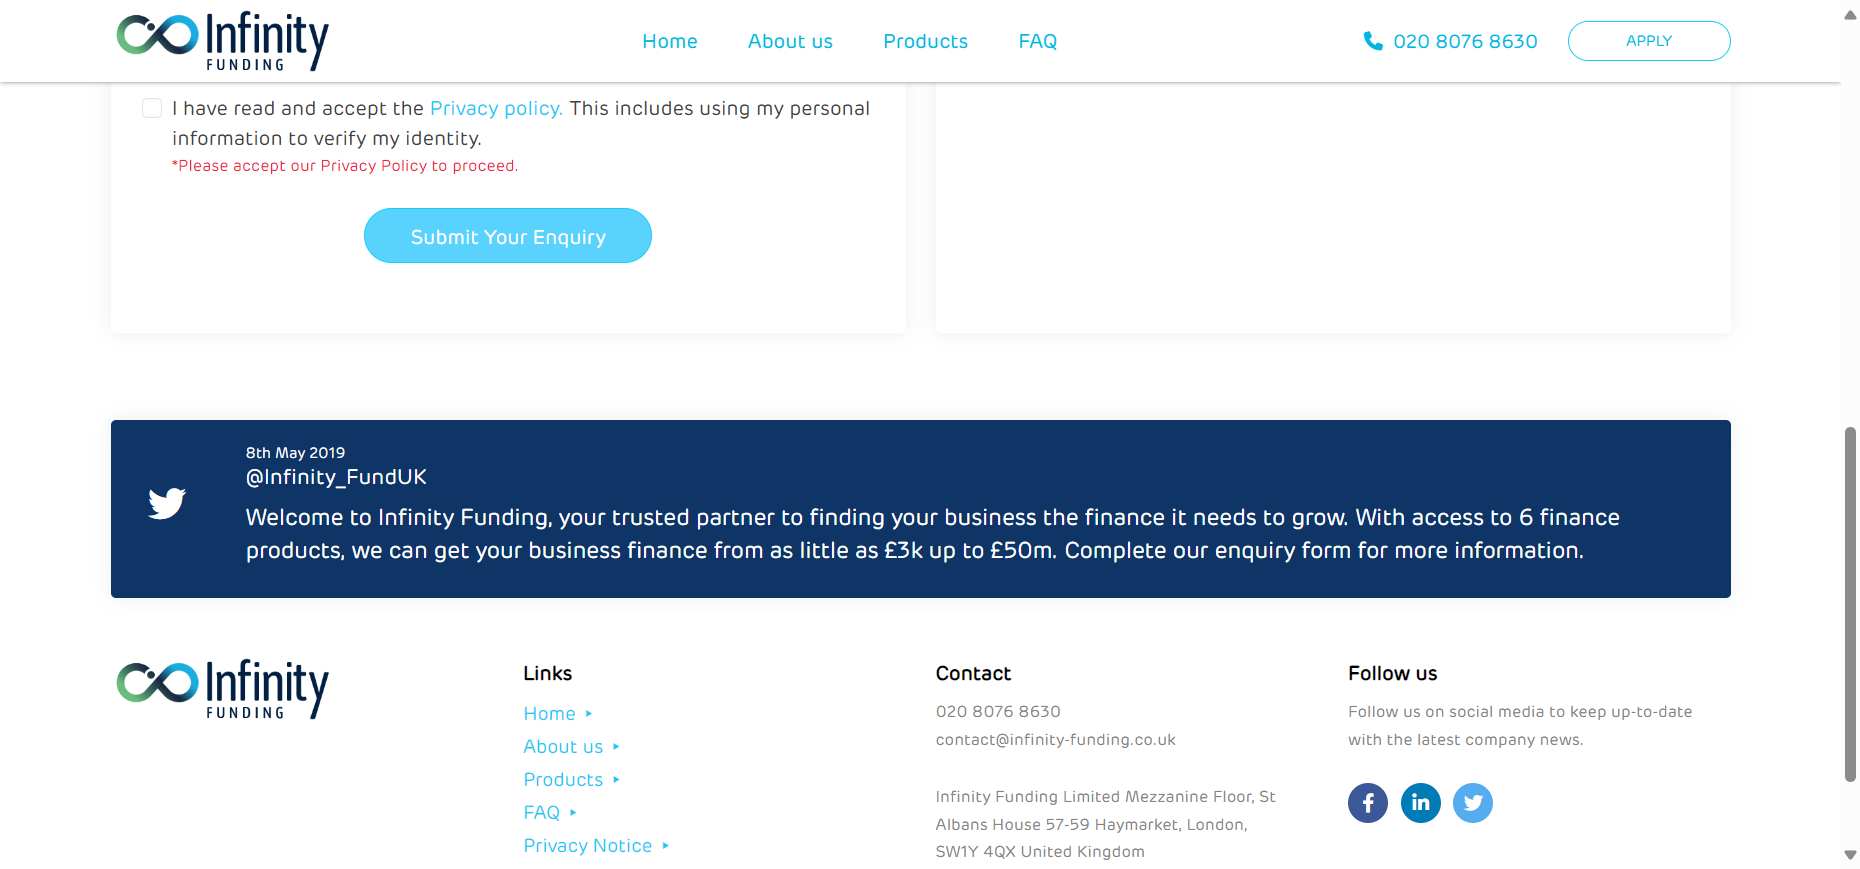 Infinity
FUNDING
Home
About us
Products
FAQ
020 8076 8630
APPLY
I have read and accept the Privacy policy. This includes using my personal
information to verify my identity.
*Please accept our Privacy Policy to proceed.
Submit Your Enquiry
8th May 2019
@Infinity_FundUK
Welcome to Infinity Funding, your trusted partner to finding your business the finance it needs to grow. With access to 6 finance
products, we can get your business finance from as little as £3k up to £50m. Complete our enquiry form for more information.
Infinity
FUNDING
Links
Home
About us
Products
FAQ
Privacy Notice
Contact
020 8076 8630
contact@infinity-funding.co.uk
Infinity Funding Limited Mezzanine Floor, St
Albans House 57-59 Haymarket, London,
SW1Y 4QX United Kingdom
Follow us
Follow us on social media to keep up-to-date
with the latest company news.